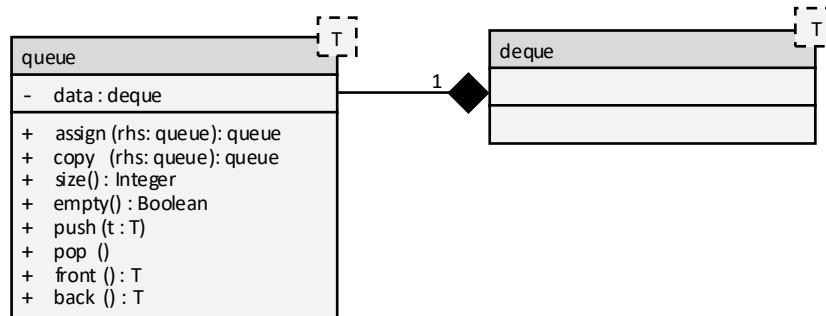 T
queue
- data : deque
+ assign (rhs: queue): queue
+ copy (rhs: queue): queue
+ size() : Integer
+ empty() : Boolean
+ push (t : T)
+ pop ()
+ front () : T
+ back () : T
1
T
deque